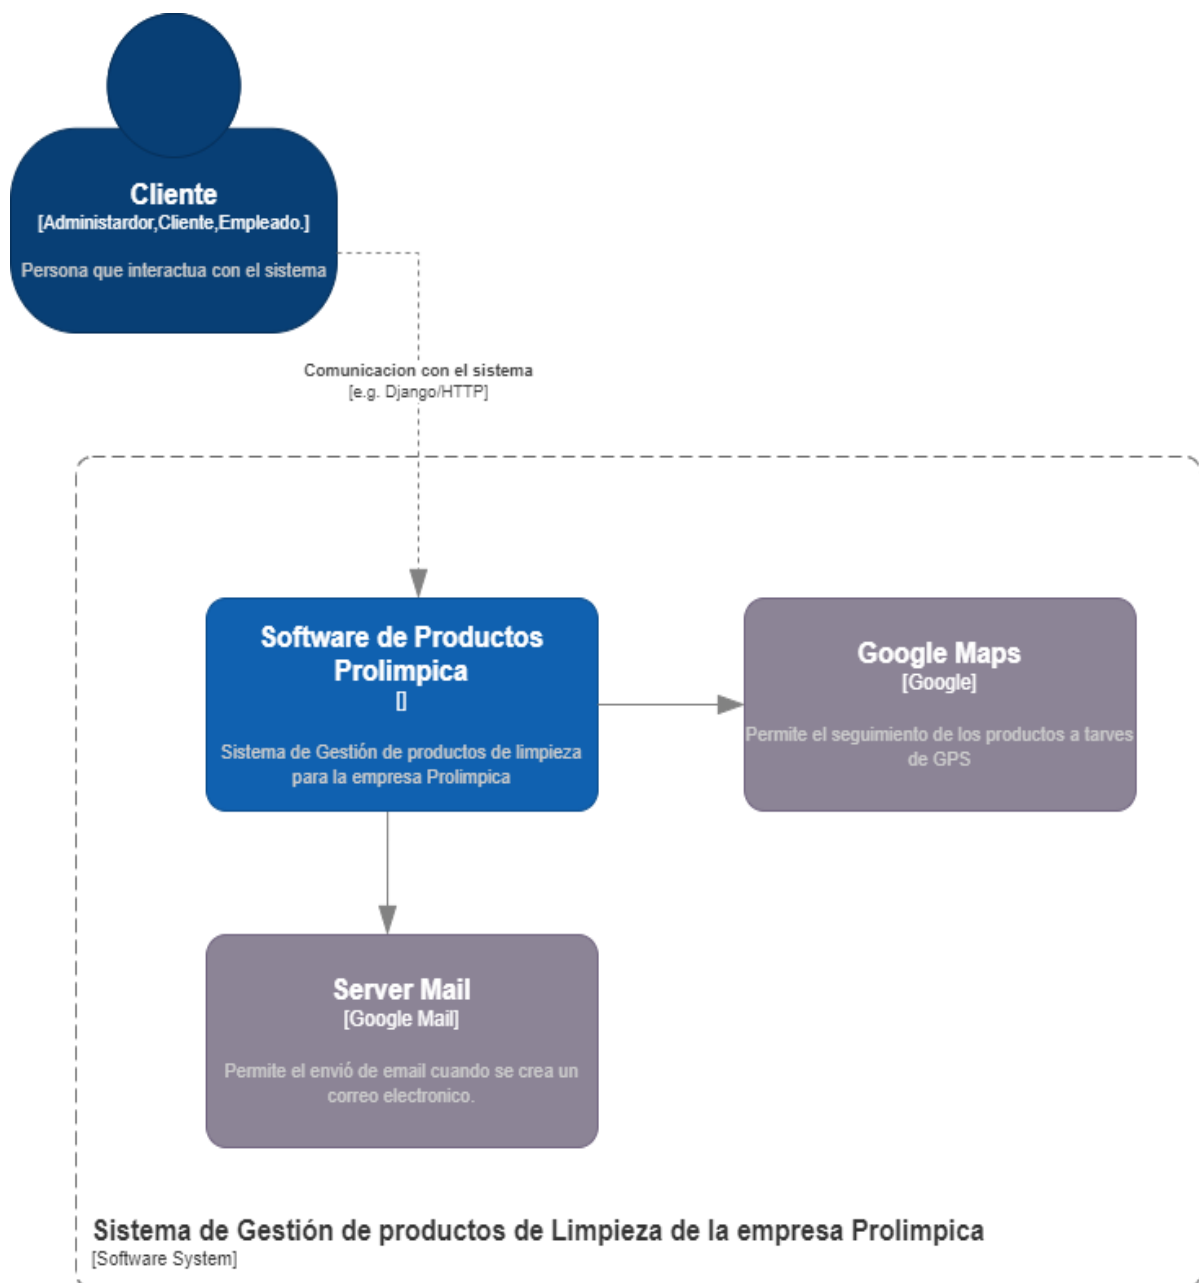 Cliente
[Administardor,Cliente,Empleado.]
Persona que interactua con el sistema
Comunicacion con el sistema
[e.g. Django/HTTP]
Software de Productos
Prolimpica
[]
Sistema de Gestión de productos de limpieza
para la empresa Prolimpica
Google Maps
[Google]
Permite el seguimiento de los productos a tarves
de GPS
Server Mail
[Google Mail]
Permite el envió de email cuando se crea un
correo electronico.
Sistema de Gestión de productos de Limpieza de la empresa Prolimpica
[Software System]